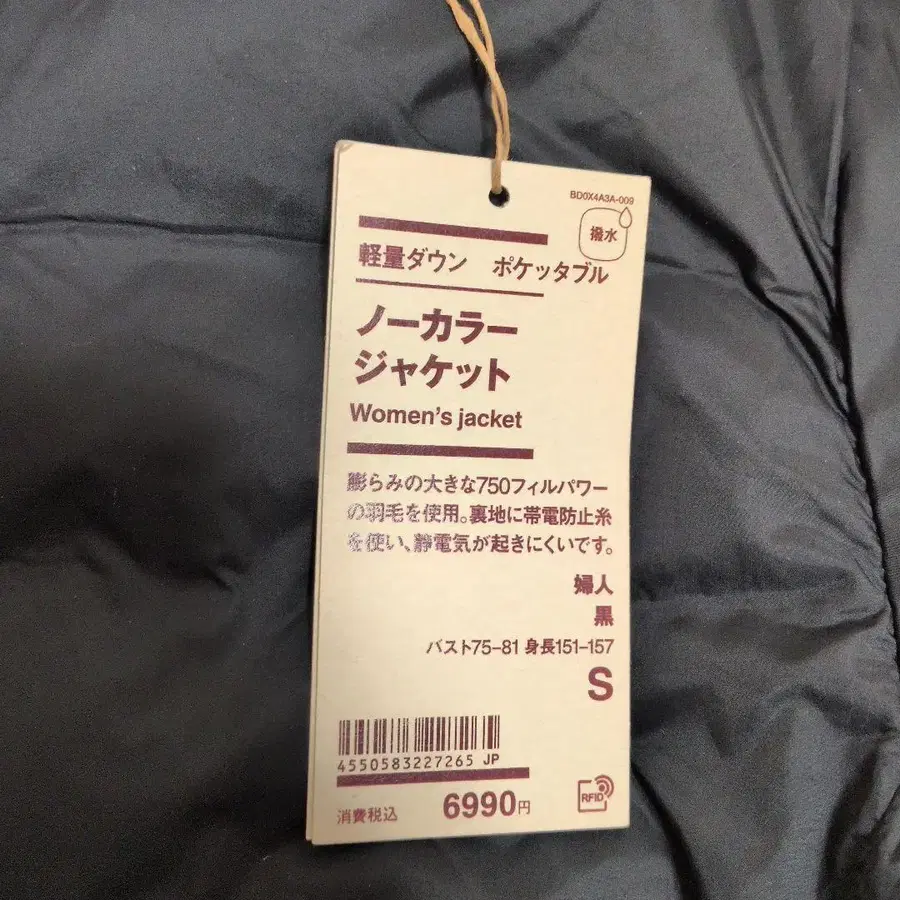 BD0X4A3A-009
撥水
軽量ダウン ポケッタブル
ノーカラー
ジャケット
Women's jacket
膨らみの大きな750フィルパワー
の羽毛を使用。裏地に帯電防止糸
を使い、静電気が起きにくいです。
婦人
黒
バスト75-81 身長151-157
S
4550583227265 JP
消費税込 6990円
RFID